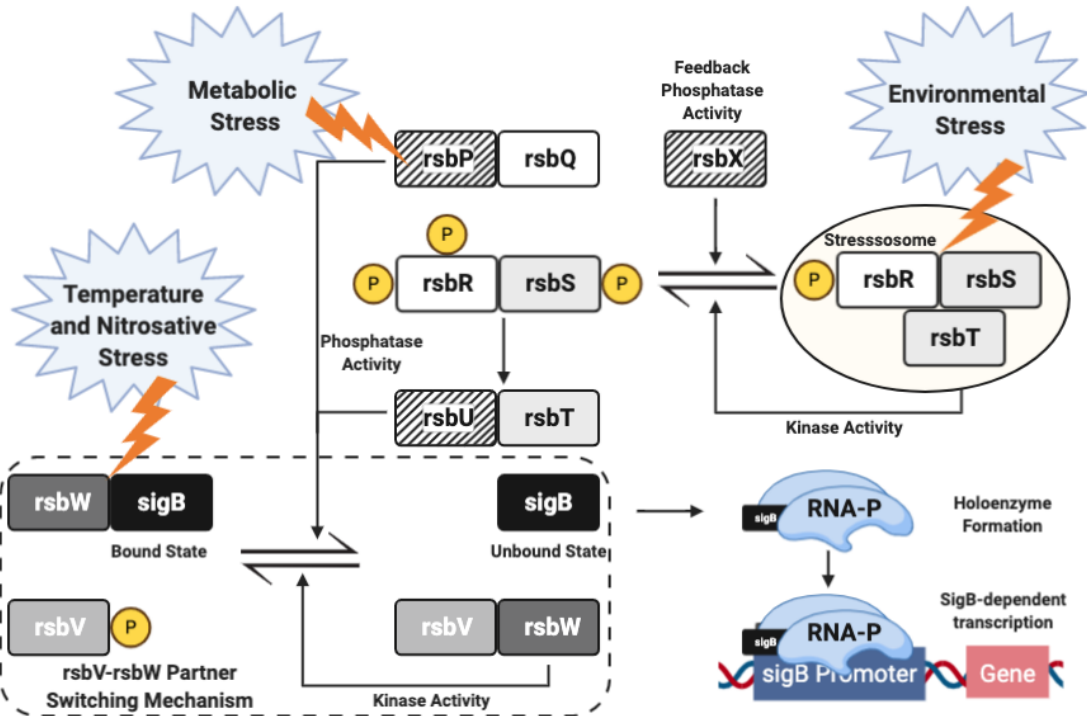 Metabolic
Stress
Feedback
Phosphatase
Activity
Environmental
Stress
rsbP
rsbQ
rsbX
Stresssosome
P
P
rsbR
rsbS
P
P
rsbR
rsbS
rsbT
Temperature
and Nitrosative
Stress
Phosphatase
Activity
rsbU
rsbT
Kinase Activity
rsbW
sigB
Bound State
sigB
Unbound State
sigB
RNA-P
Holoenzyme
Formation
rsbV
P
rsbV-rsbW Partner
Switching Mechanism
rsbV
rsbW
Kinase Activity
sigB
RNA-P
SigB-dependent
transcription
sigB Promoter
Gene